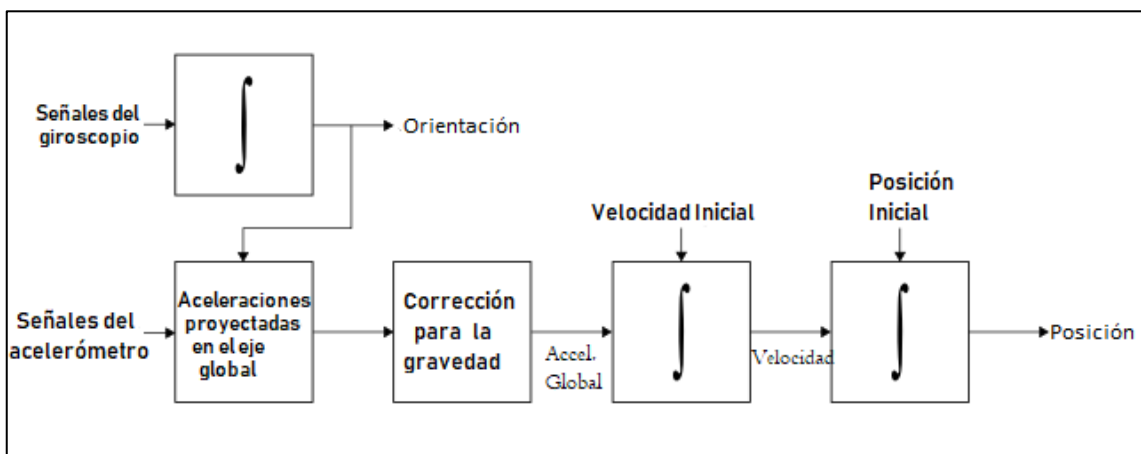 Señales del
giroscopio
Orientación
Velocidad Inicial
Posición
Inicial
Señales del
acelerómetro
Aceleraciones
proyectadas
en el eje
global
Corrección
para la
gravedad
Accel.
Global
Velocidad
Posición